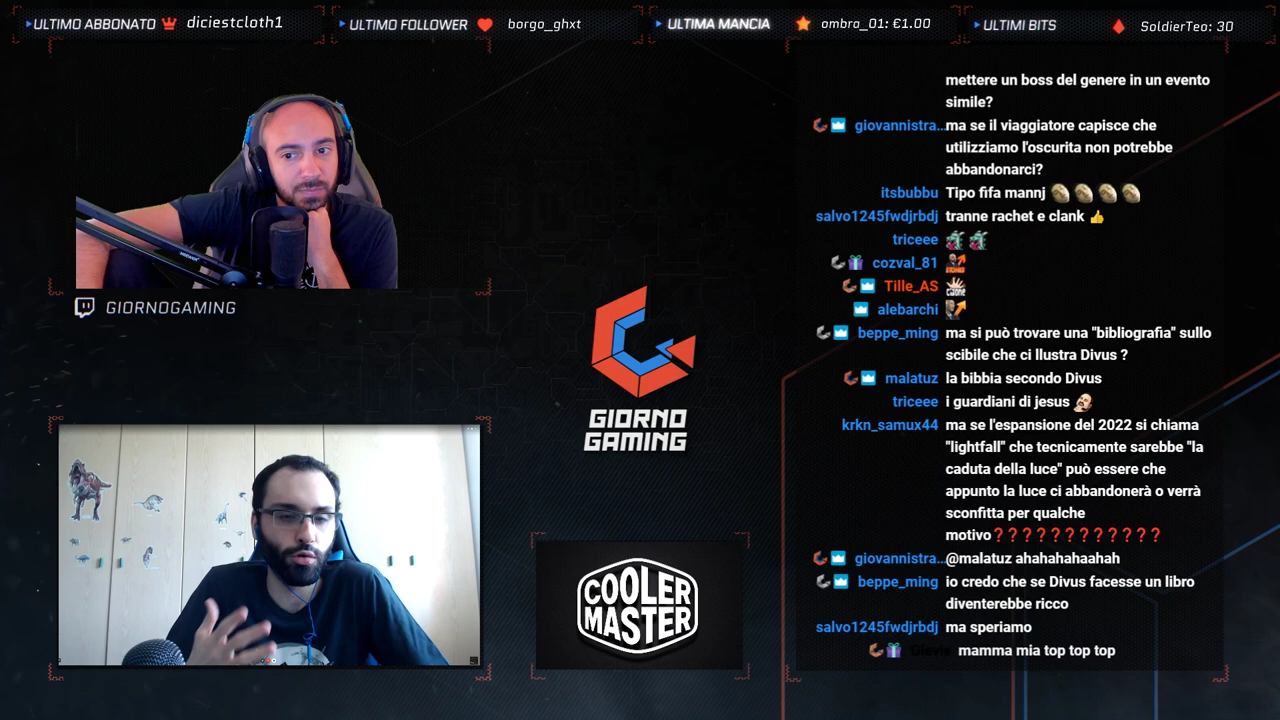 ULTIMO ABBONATO diciestcloth1
ULTIMO FOLLOWER borgo_ghxt
ULTIMA MANCIA ombra_01: €1.00
ULTIMI BITS SoldierTeo: 30
GIORNOGAMING
GIORNO
GAMING
COOLER
MASTER
mettere un boss del genere in un evento
simile?
giovannistra... ma se il viaggiatore capisce che
utilizziamo l'oscurita non potrebbe
abbandonarci?
itsbubbu Tipo fifa mannj
salvo1245fwdjrbdj tranne rachet e clank 👍
triceee
cozval_81
Tille_AS
alebarchi
beppe_ming ma si può trovare una "bibliografia" sullo
scibile che ci llustra Divus ?
malatuz la bibbia secondo Divus
triceee i guardiani di jesus
krkn_samux44 ma se l'espansione del 2022 si chiama
"lightfall" che tecnicamente sarebbe "la
caduta della luce" può essere che
appunto la luce ci abbandonerà o verrà
sconfitta per qualche
motivo❓❓❓❓❓❓❓❓❓❓❓❓
giovannistra... @malatuz ahahahahaahah
beppe_ming io credo che se Divus facesse un libro
diventerebbe ricco
salvo1245fwdjrbdj ma speriamo
mamma mia top top top